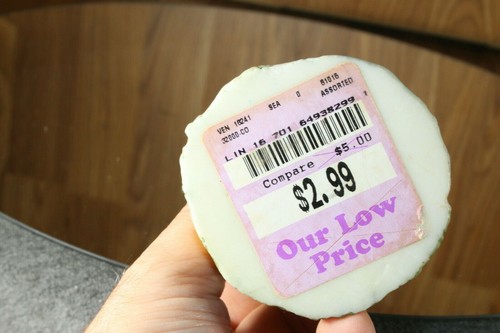 VEN 18241 SEA 0 B101B
32000.CO ASSORTED
LIN 16 701 64938299
Compare $5.00
$2.99
Our Low
Price